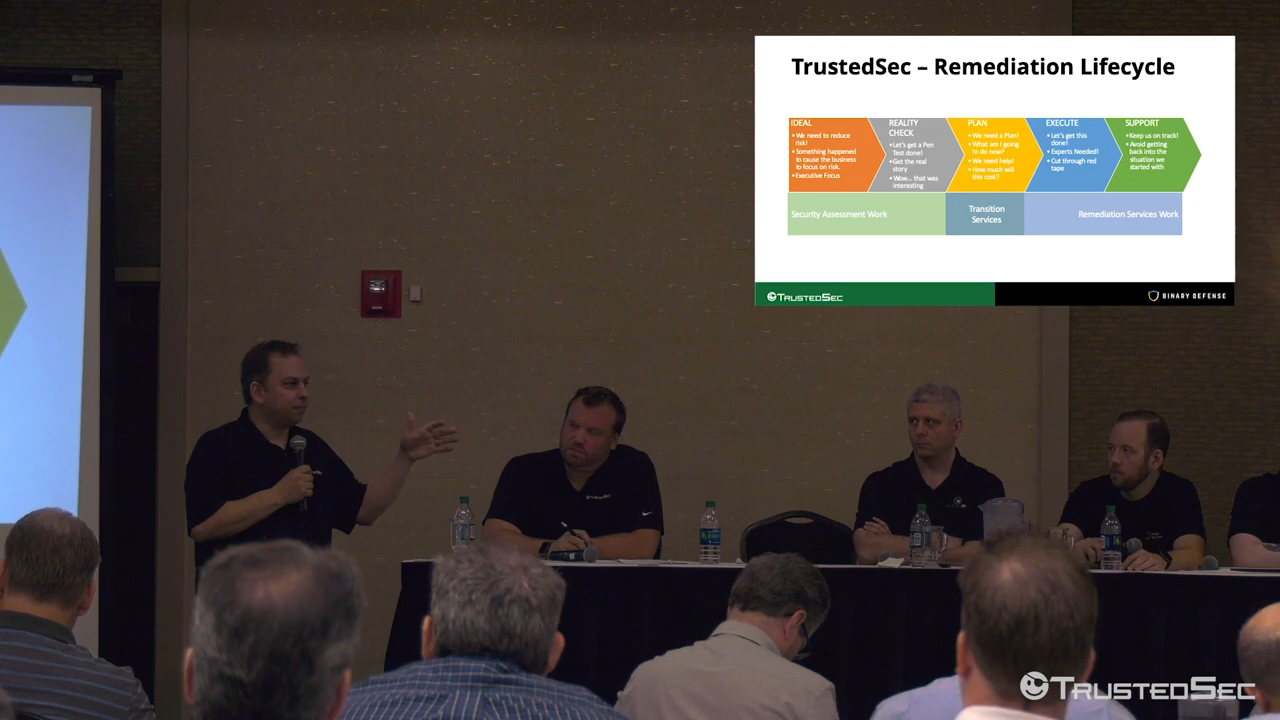 TrustedSec – Remediation Lifecycle
IDEAL
• We need to reduce
risk!
• Something happened
to cause the business
to focus on risk.
• Executive Focus
REALITY
CHECK
• Let's get a Pen
Test done!
• Get the real
story
• Wow... that was
interesting
PLAN
• We need a Plan!
• What am I going
to do now?
• We need help!
• How much will
this cost?
EXECUTE
• Let's get this
done!
• Experts Needed!
• Cut through red
tape
SUPPORT
• Keep us on track!
• Avoid getting
back into the
situation we
started with
Security Assessment Work
Transition
Services
Remediation Services Work
TRUSTEDSEC
BINARY DEFENSE
TRUSTEDSEC